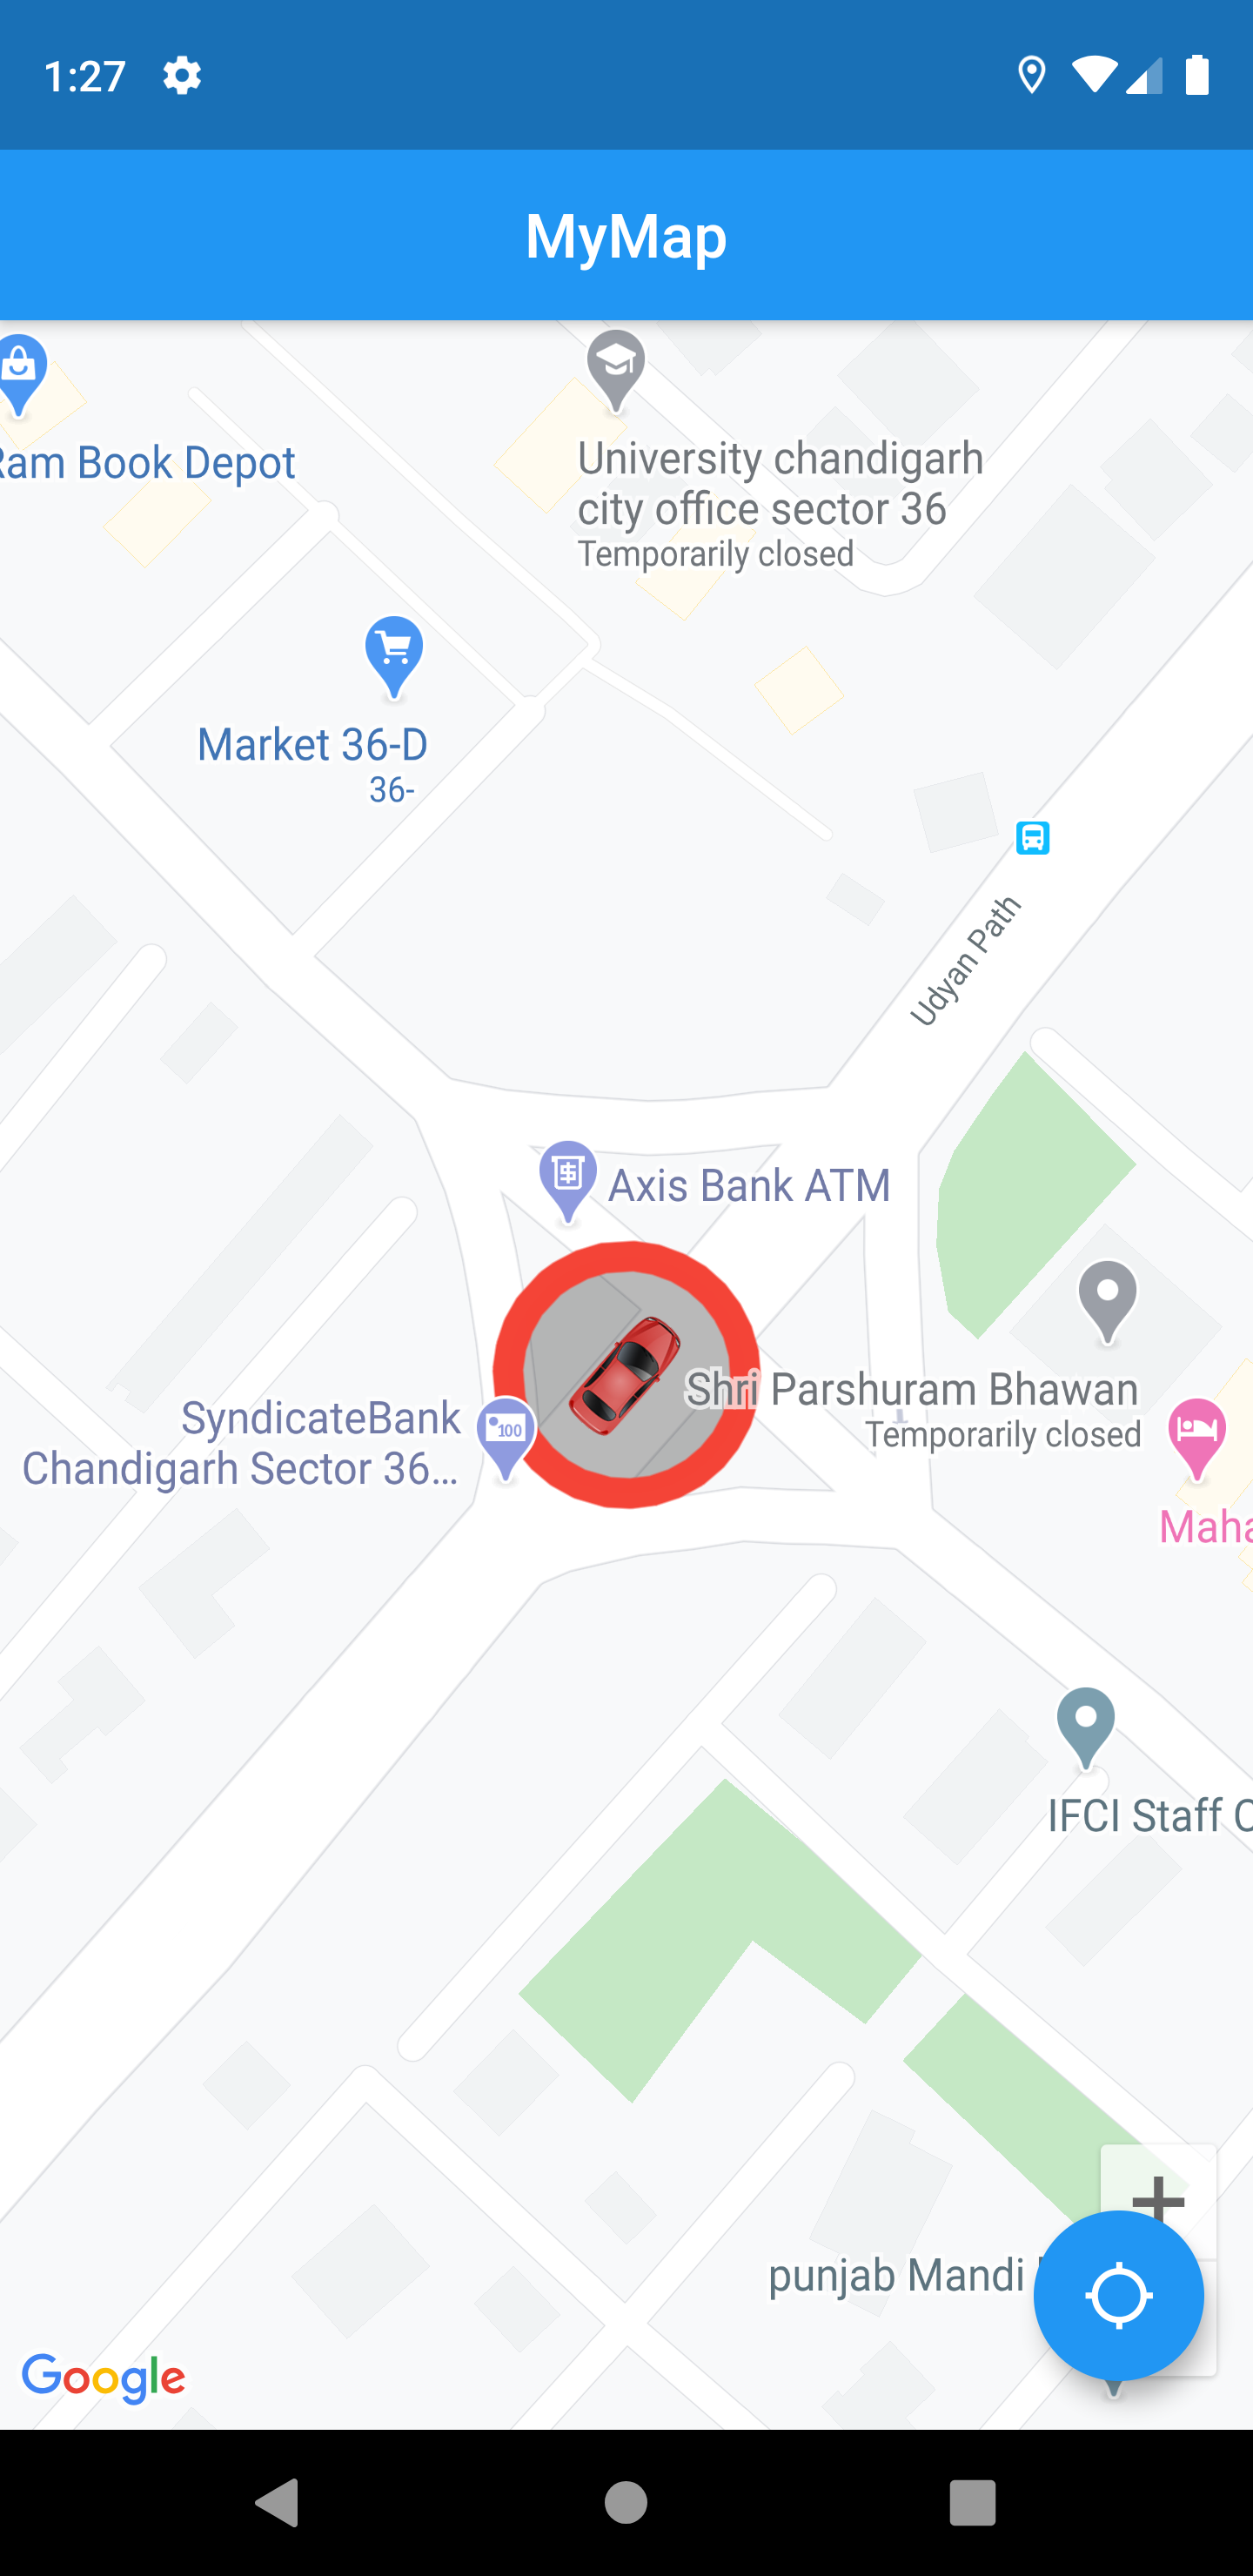 1:27
MyMap
Ram Book Depot
University chandigarh
city office sector 36
Temporarily closed
Market 36-D
36-
Udyan Path
Axis Bank ATM
Shri Parshuram Bhawan
Temporarily closed
SyndicateBank
Chandigarh Sector 36...
100
Maha
IFCI Staff
punjab Mandi
Google